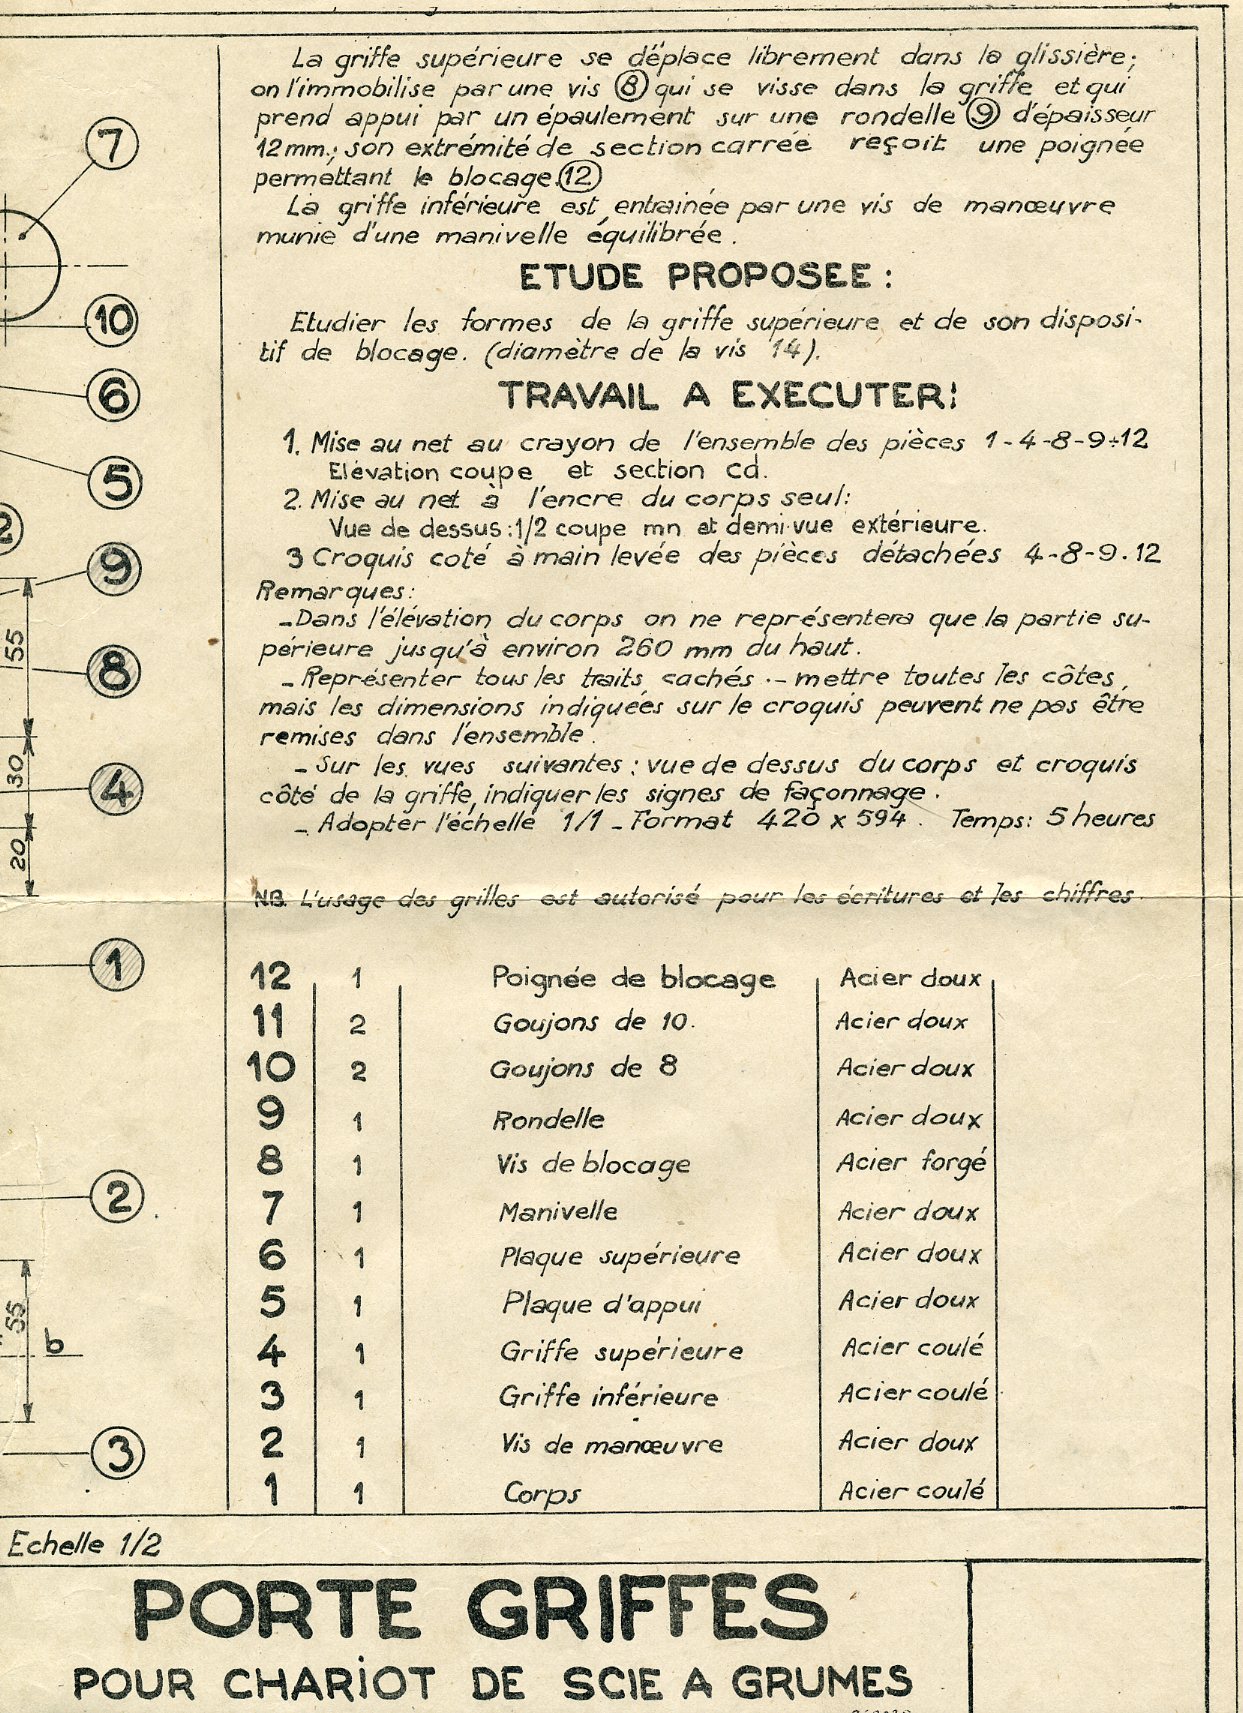 La griffe supérieure se déplace librement dans la glissière;
on l'immobilise par une vis 8 qui se visse dans la griffe et qui
prend appui par un épaulement sur une rondelle 9 d'épaisseur
12 mm.; son extrémité de section carrée reçoit une poignée
permettant le blocage. 12
La griffe inférieure est entrainée par une vis de manœuvre
munie d'une manivelle équilibrée.
ETUDE PROPOSEE:
Etudier les formes de la griffe supérieure et de son disposi-
tif de blocage. (diamètre de la vis 14).
TRAVAIL A EXECUTER:
1. Mise au net au crayon de l'ensemble des pièces 1-4-8-9÷12
Elévation coupe et section cd.
2. Mise au net à l'encre du corps seul:
Vue de dessus: 1/2 coupe mn et demi-vue extérieure.
3 Croquis coté à main levée des pièces détachées 4-8-9.12
Remarques:
-Dans l'élévation du corps on ne représentera que la partie su-
périeure jusqu'à environ 260 mm du haut.
- Représenter tous les traits cachés.- mettre toutes les côtes,
mais les dimensions indiquées sur le croquis peuvent ne pas être
remises dans l'ensemble.
- Sur les vues suivantes: vue de dessus du corps et croquis
côté de la griffe, indiquer les signes de façonnage.
- Adopter l'échelle 1/1 - Format 420 x 594. Temps: 5 heures
NB. L'usage des grilles est autorisé pour les écritures et les chiffres.
7
10
6
5
2
9
55
8
30
4
20
1
2
55
b
3
12 1 Poignée de blocage Acier doux
11 2 Goujons de 10. Acier doux
10 2 Goujons de 8 Acier doux
9 1 Rondelle Acier doux
8 1 Vis de blocage Acier forgé
7 1 Manivelle Acier doux
6 1 Plaque supérieure Acier doux
5 1 Plaque d'appui Acier doux
4 1 Griffe supérieure Acier coulé
3 1 Griffe inférieure Acier coulé
2 1 Vis de manœuvre Acier doux
1 1 Corps Acier coulé
Echelle 1/2
PORTE GRIFFES
POUR CHARIOT DE SCIE A GRUMES